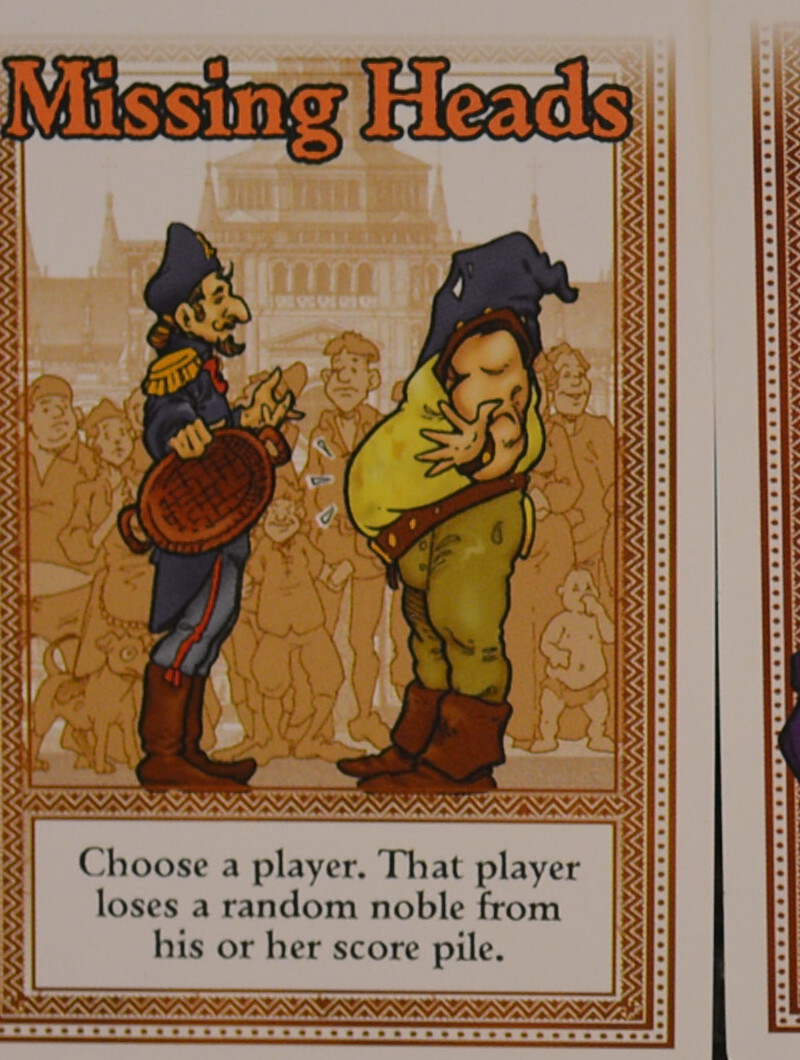 Missing Heads
Choose a player. That player
loses a random noble from
his or her score pile.